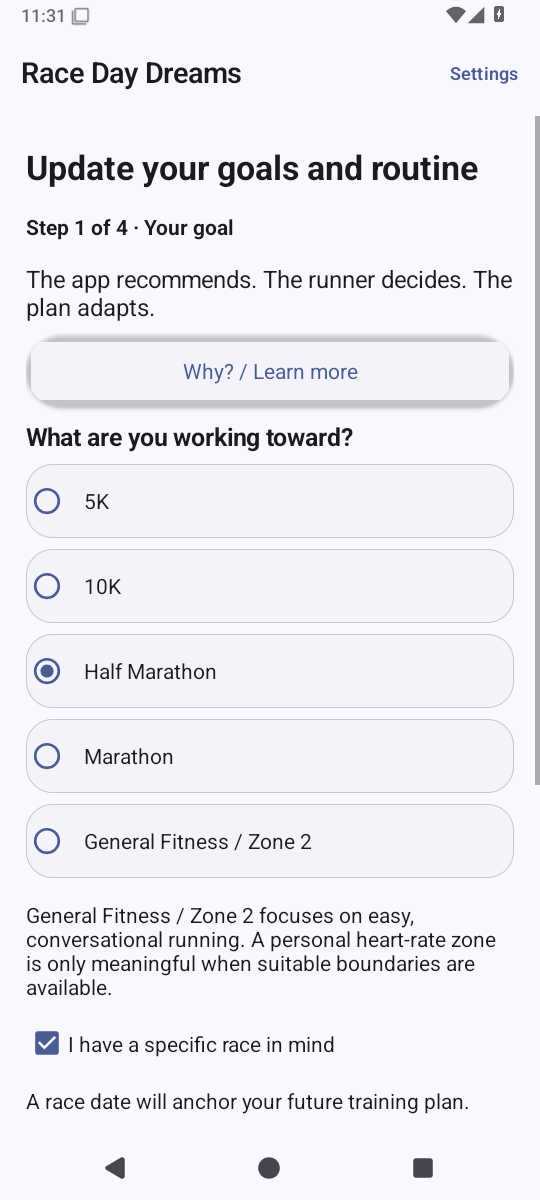 11:31
Race Day Dreams
Settings
Update your goals and routine
Step 1 of 4 · Your goal
The app recommends. The runner decides. The
plan adapts.
Why? / Learn more
What are you working toward?
5K
10K
Half Marathon
Marathon
General Fitness / Zone 2
General Fitness / Zone 2 focuses on easy,
conversational running. A personal heart-rate zone
is only meaningful when suitable boundaries are
available.
I have a specific race in mind
A race date will anchor your future training plan.